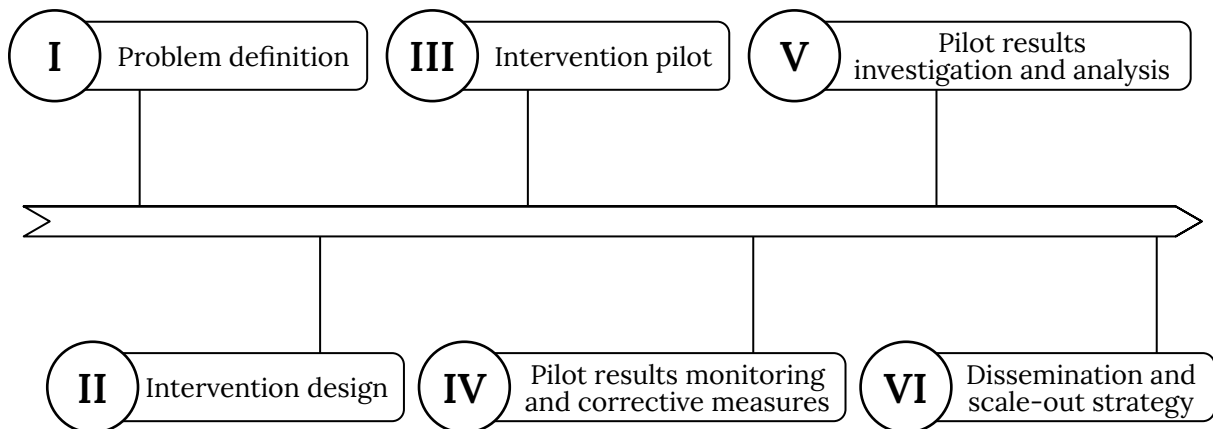 I
Problem definition
III
Intervention pilot
V
Pilot results
investigation and analysis
II
Intervention design
IV
Pilot results monitoring
and corrective measures
VI
Dissemination and
scale-out strategy